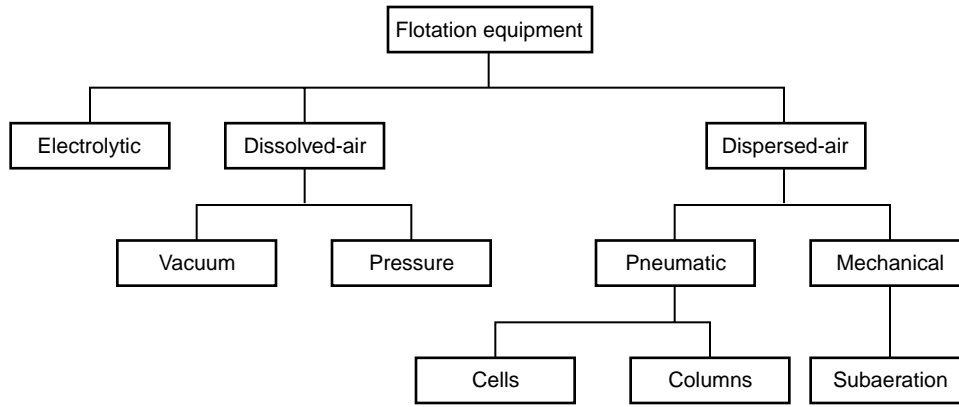 Flotation equipment
Electrolytic
Dissolved-air
Dispersed-air
Vacuum
Pressure
Pneumatic
Mechanical
Cells
Columns
Subaeration